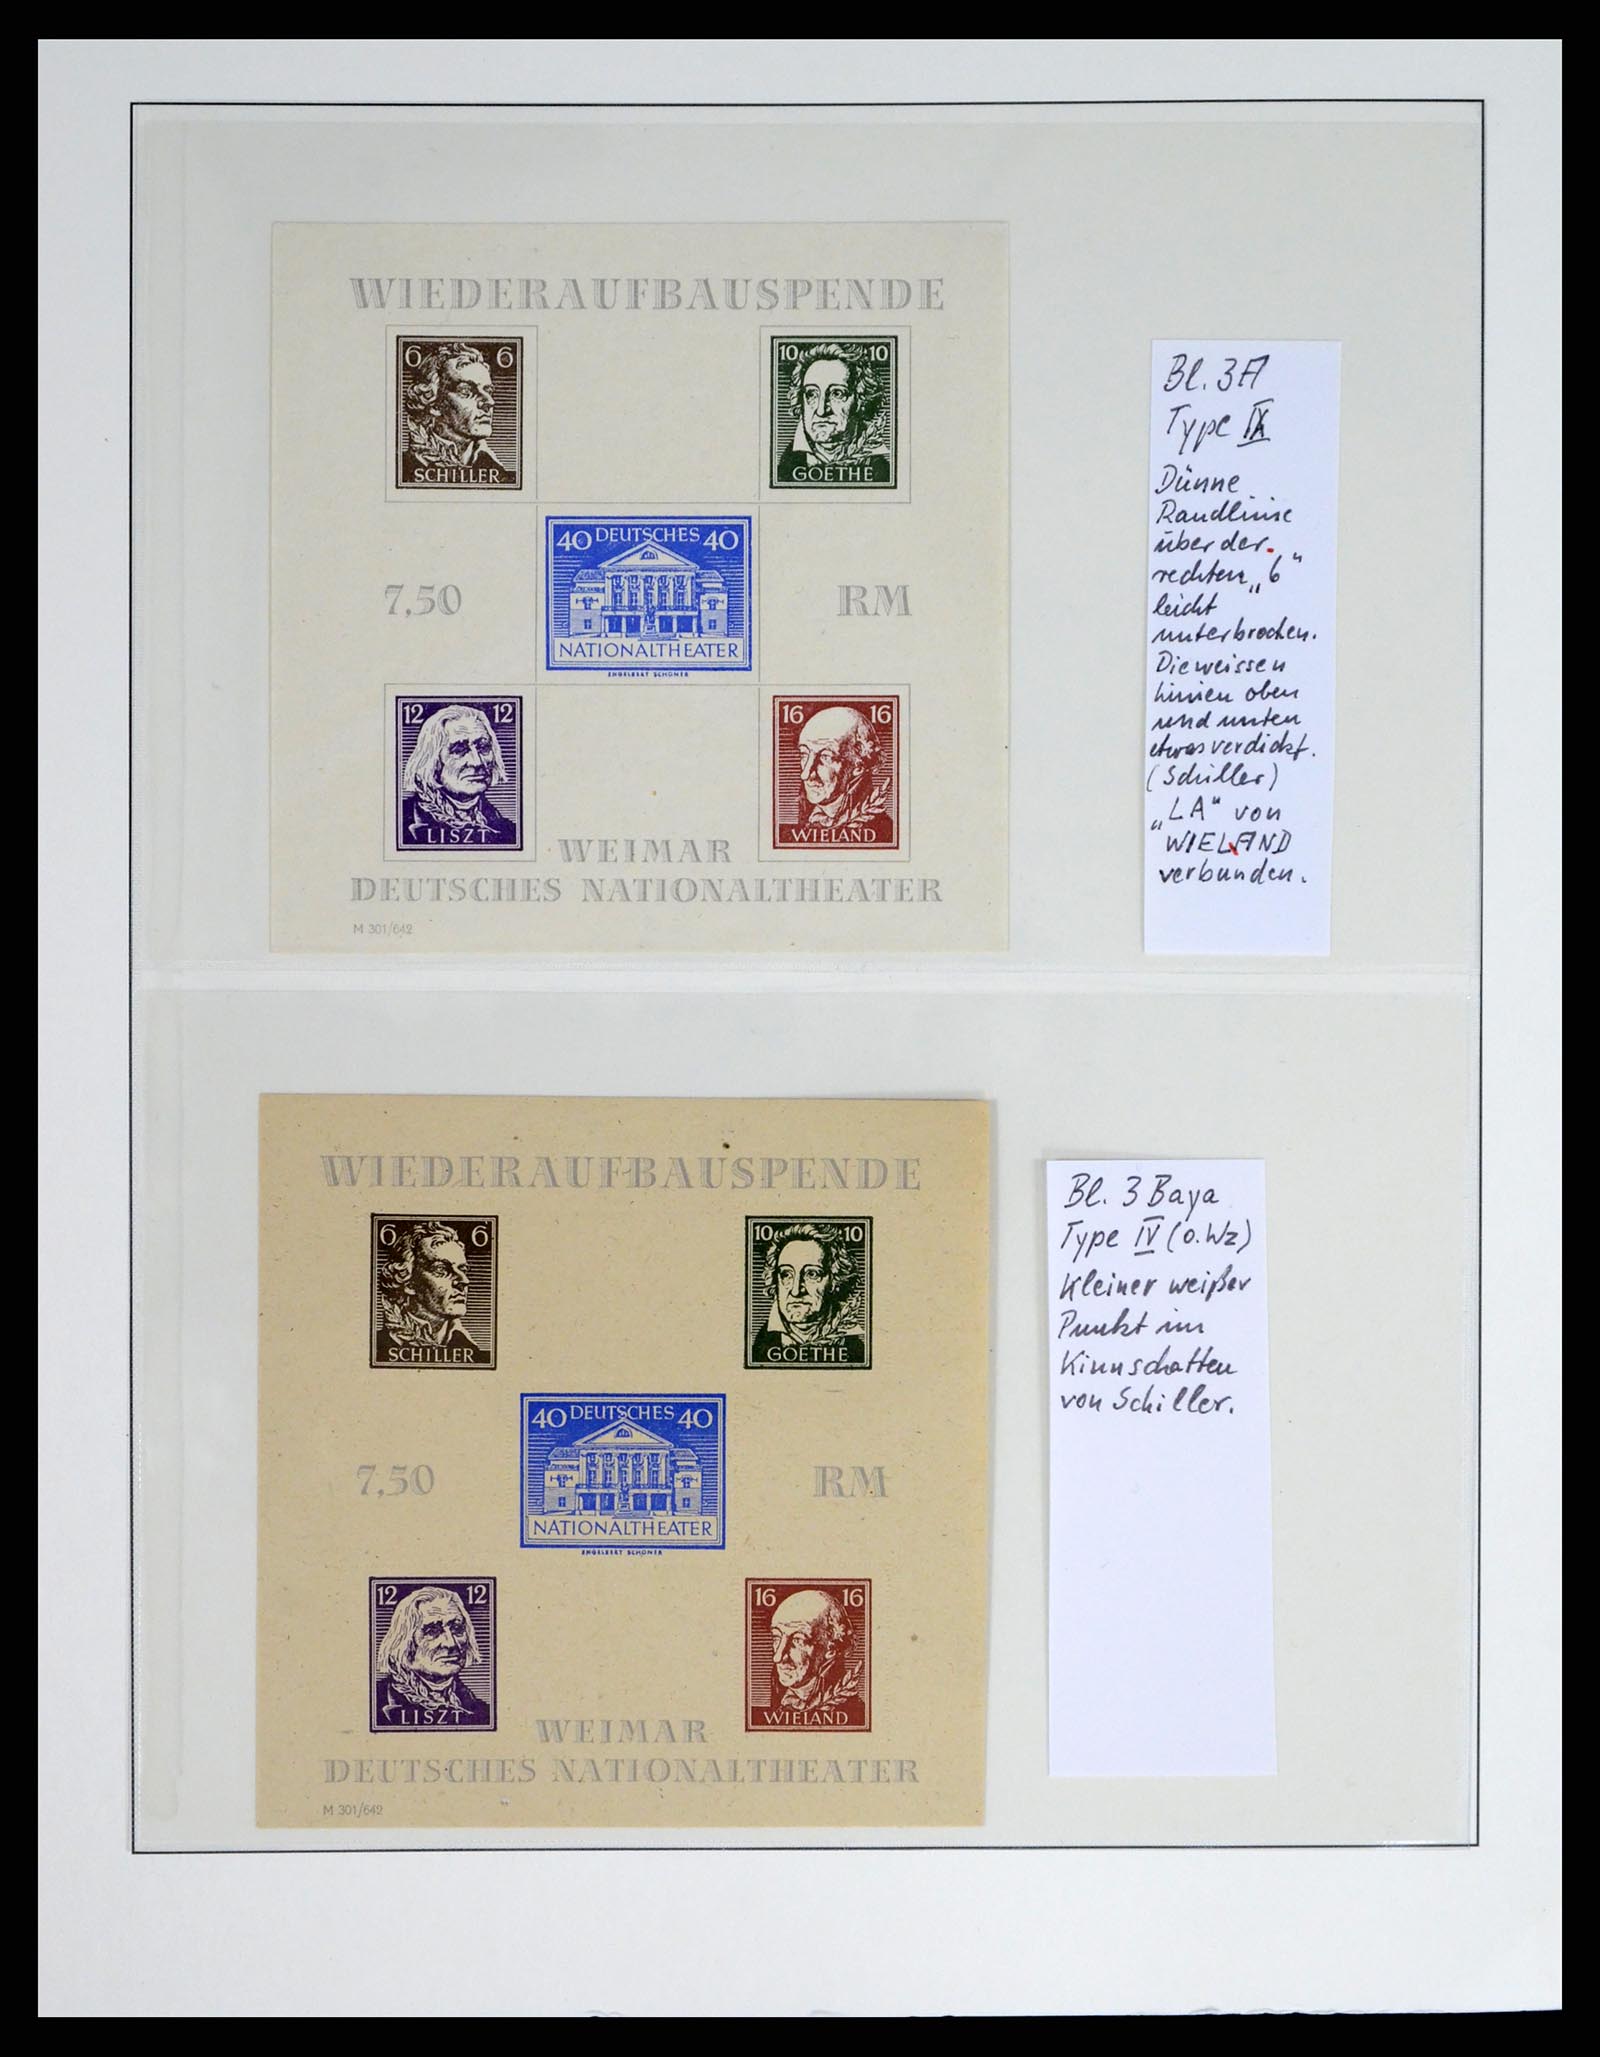 WIEDERAUFBAUSPENDE
6 6
SCHILLER
10 10
GOETHE
40 DEUTSCHES 40
NATIONALTHEATER
ENGELBERT SCHÖNER
7,50 RM
12 12
LISZT
16 16
WIELAND
WEIMAR
DEUTSCHES NATIONALTHEATER
M 301/642
Bl. 3A
Type IX
Dünne
Randlinie
über der
rechten „6“
leicht
unterbrochen.
Die weissen
Linien oben
und unten
etwas verdickt.
(Schiller)
„LA“ von
WIELAND
verbunden.
WIEDERAUFBAUSPENDE
6 6
SCHILLER
10 10
GOETHE
40 DEUTSCHES 40
NATIONALTHEATER
ENGELBERT SCHÖNER
7,50 RM
12 12
LISZT
16 16
WIELAND
WEIMAR
DEUTSCHES NATIONALTHEATER
M 301/642
Bl. 3 Baya
Type IV (o. Wz)
Kleiner weißer
Punkt im
Kinnschatten
von Schiller.